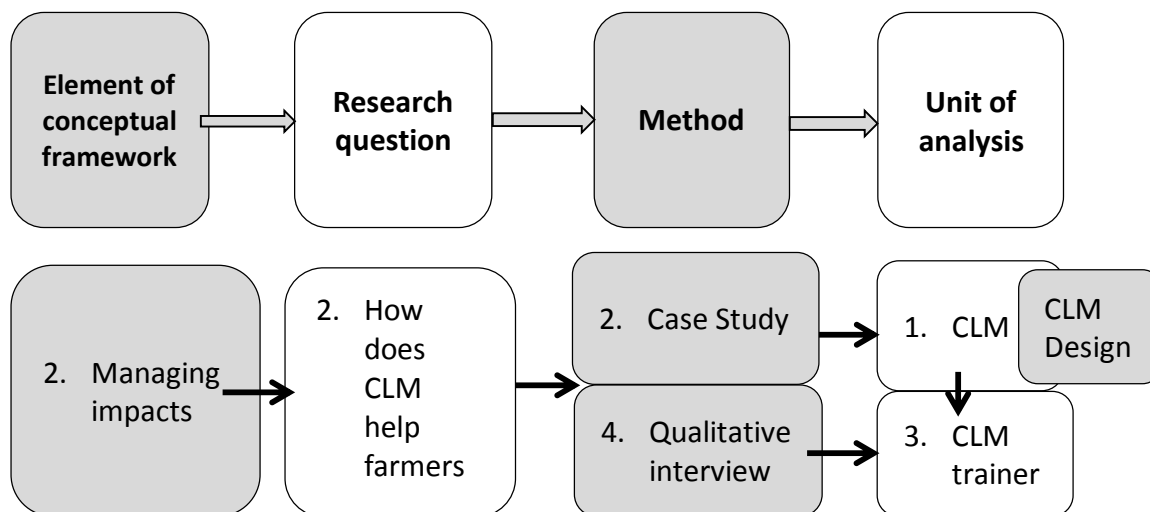 Element of
conceptual
framework
Research
question
Method
Unit of
analysis
2. Managing
impacts
2. How
does
CLM
help
farmers
2. Case Study
4. Qualitative
interview
1. CLM
CLM
Design
3. CLM
trainer